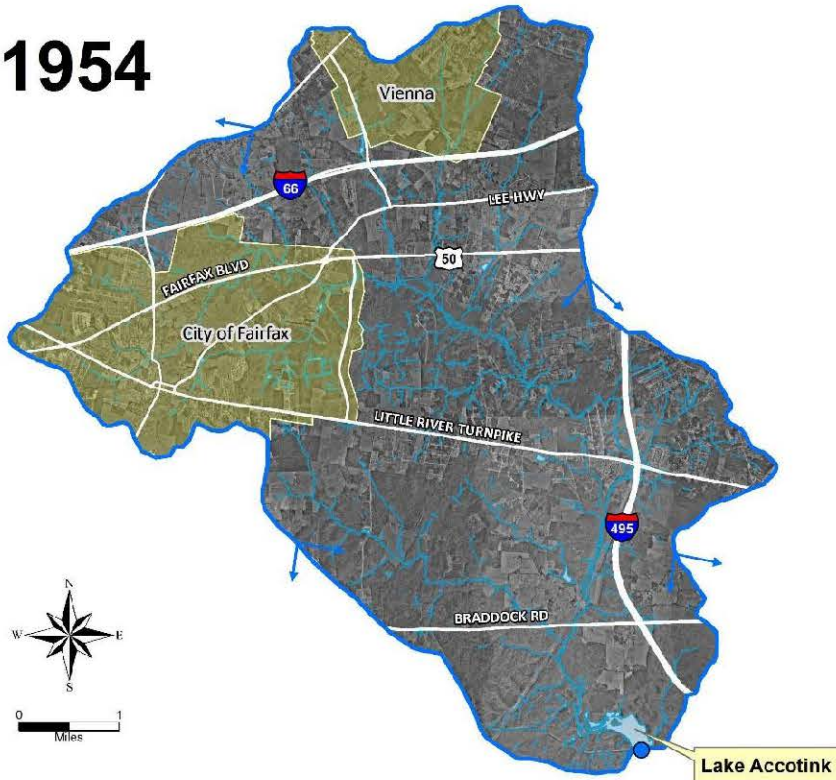 1954
Vienna
66
LEE HWY
50
FAIRFAX BLVD
City of Fairfax
LITTLE RIVER TURNPIKE
495
N
W
E
S
BRADDOCK RD
0 1
Miles
Lake Accotink